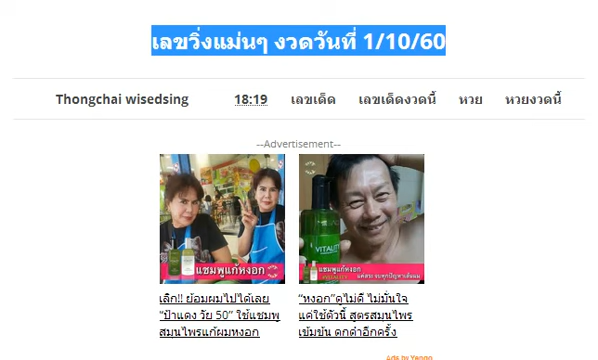 เลขวิ่งแม่นๆ งวดวันที่ 1/10/60
Thongchai wisedsing 18:19 เลขเด็ด เลขเด็ดงวดนี้ หวย หวยงวดนี้
--Advertisement--
VITALITY
แชมพูแก้หงอก
แชมพูแก้หงอก
เลิก!! ย้อมผมไปได้เลย
"ป้าแดง วัย 50" ใช้แชมพู
สมุนไพรแก้ผมหงอก
"หงอก"ดูไม่ดี ไม่มั่นใจ
แค่ใช้ตัวนี้ สูตรสมุนไพร
เข้มข้น ดกดำอีกครั้ง
Ads by Yengo